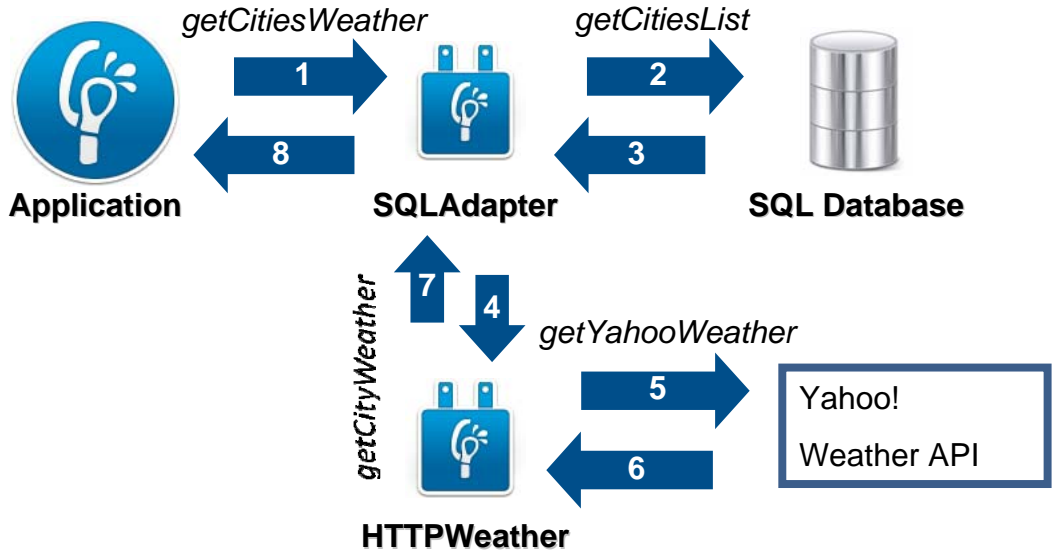 getCitiesWeather
getCitiesList
1
2
8
3
Application
SQLAdapter
SQL Database
7
4
getCityWeather
getYahooWeather
5
Yahoo!
Weather API
6
HTTPWeather